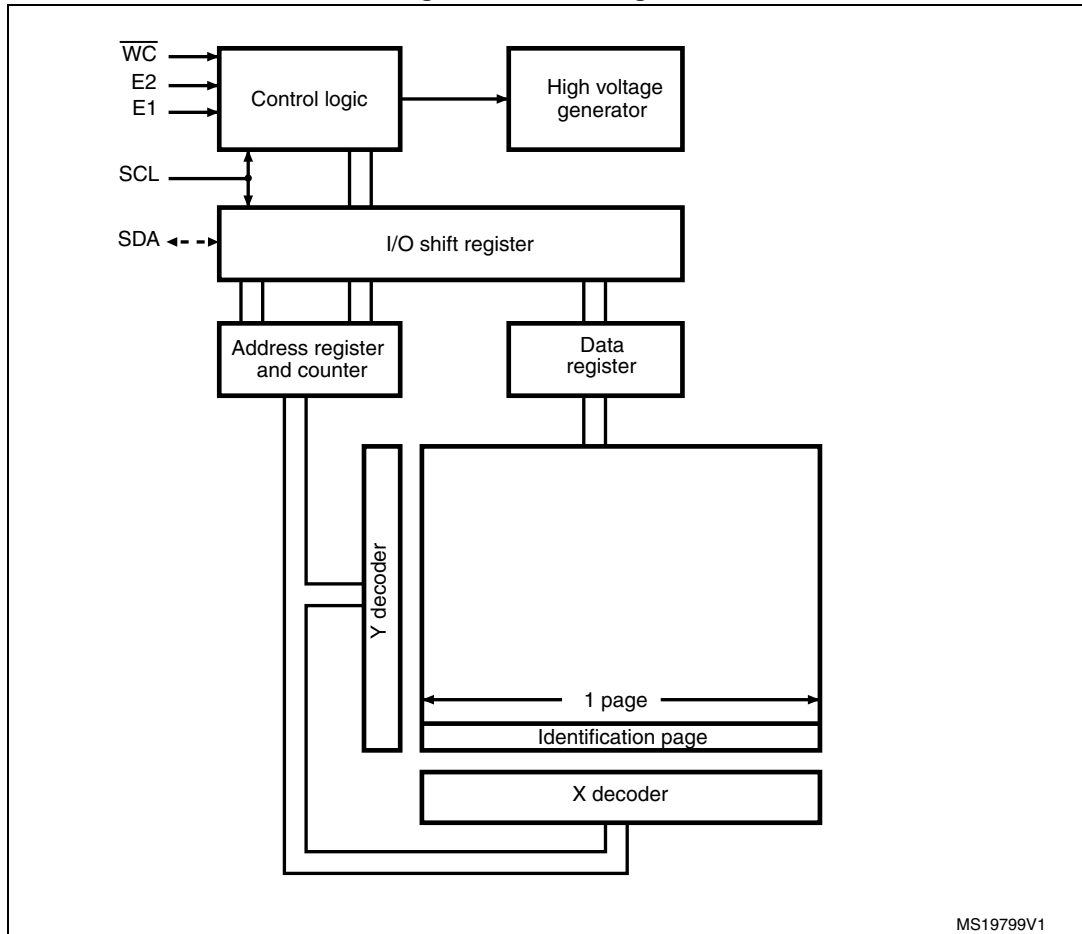 W̅C̅
E2
E1
SCL
SDA
Control logic
High voltage
generator
I/O shift register
Address register
and counter
Data
register
Y decoder
1 page
Identification page
X decoder
MS19799V1